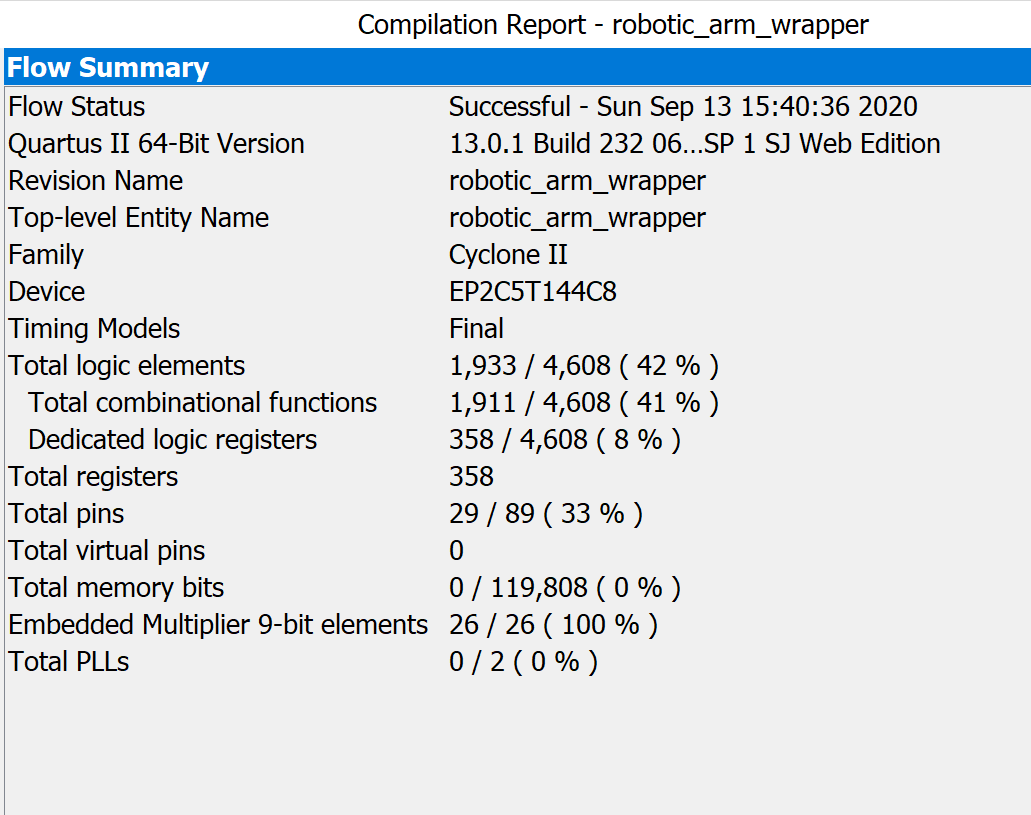 Compilation Report - robotic_arm_wrapper
Flow Summary
Flow Status Successful - Sun Sep 13 15:40:36 2020
Quartus II 64-Bit Version 13.0.1 Build 232 06...SP 1 SJ Web Edition
Revision Name robotic_arm_wrapper
Top-level Entity Name robotic_arm_wrapper
Family Cyclone II
Device EP2C5T144C8
Timing Models Final
Total logic elements 1,933 / 4,608 ( 42 % )
Total combinational functions 1,911 / 4,608 ( 41 % )
Dedicated logic registers 358 / 4,608 ( 8 % )
Total registers 358
Total pins 29 / 89 ( 33 % )
Total virtual pins 0
Total memory bits 0 / 119,808 ( 0 % )
Embedded Multiplier 9-bit elements 26 / 26 ( 100 % )
Total PLLs 0 / 2 ( 0 % )